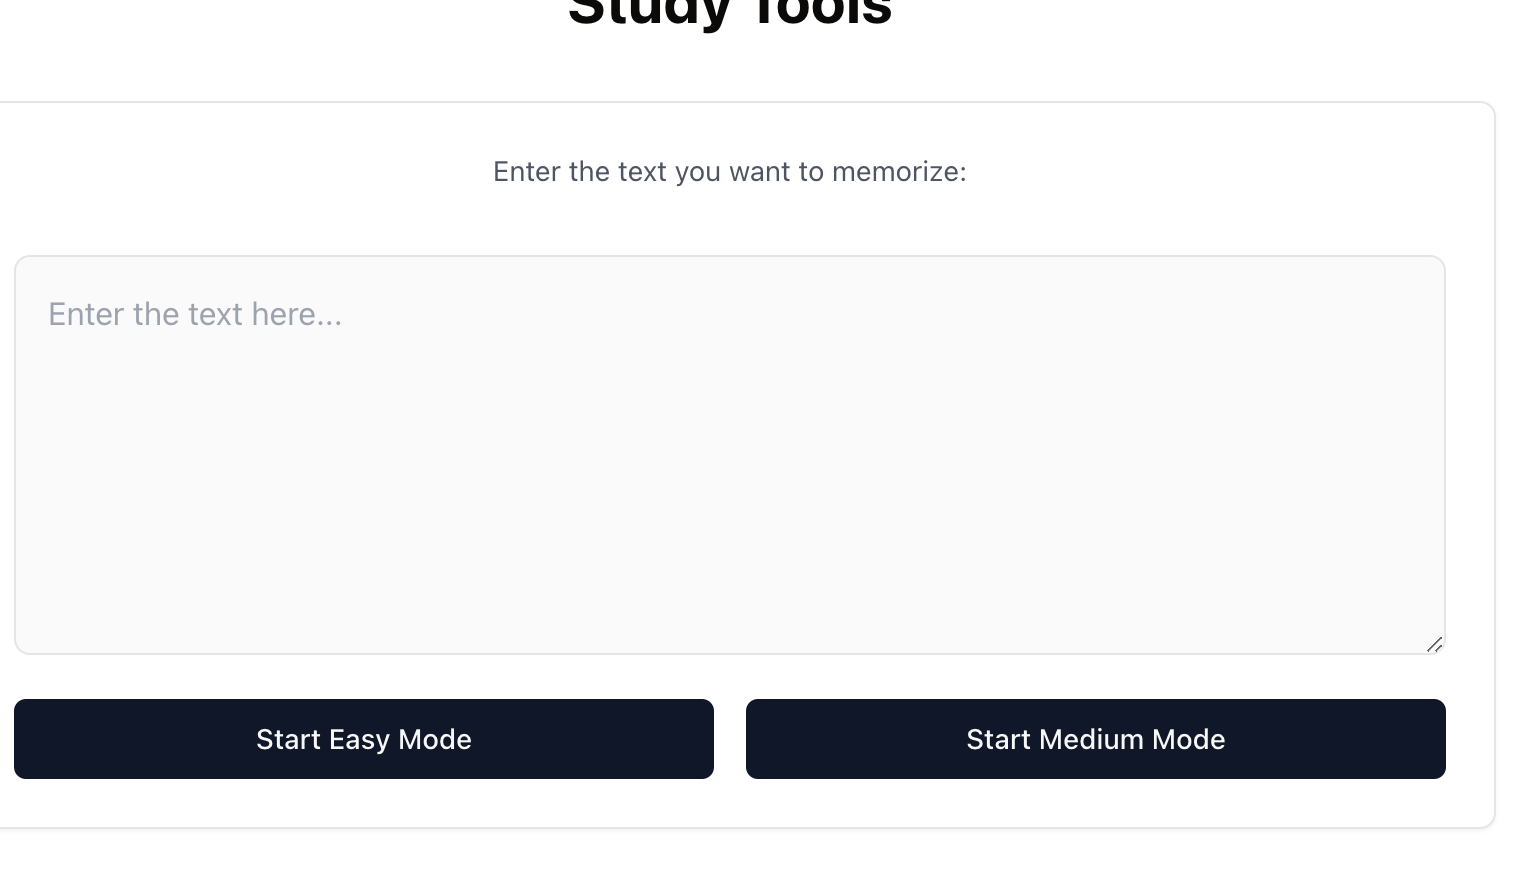 Study Tools
Enter the text you want to memorize:
Enter the text here...
Start Easy Mode
Start Medium Mode